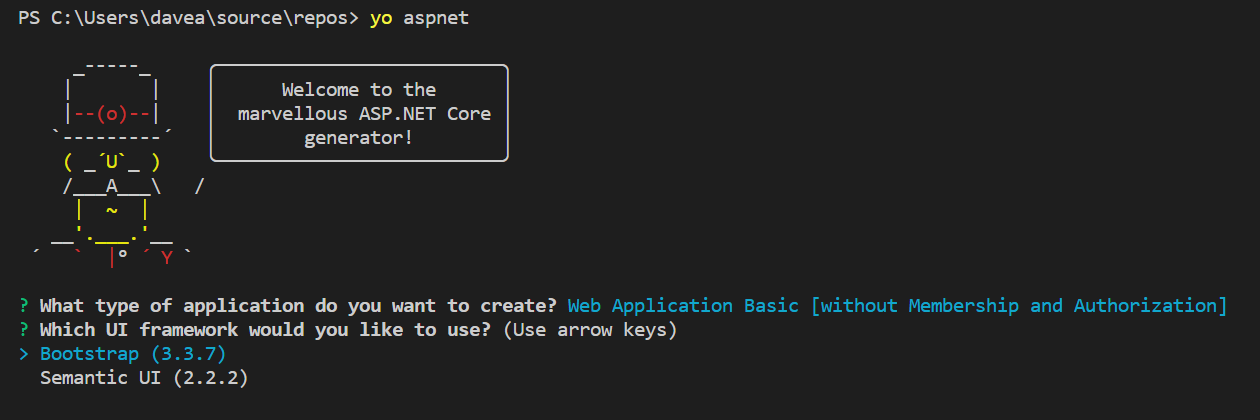 PS C:\Users\davea\source\repos> yo aspnet
     _-----_     ╭──────────────────────────╮
    |       |    │      Welcome to the      │
    |--(o)--|    │  marvellous ASP.NET Core │
   `---------´   │        generator!        │
    ( _´U`_ )    ╰──────────────────────────╯
    /___A___\   /
     |  ~  |
   __'.___.'__
 ´   `  |° ´ Y `
? What type of application do you want to create? Web Application Basic [without Membership and Authorization]
? Which UI framework would you like to use? (Use arrow keys)
> Bootstrap (3.3.7)
  Semantic UI (2.2.2)